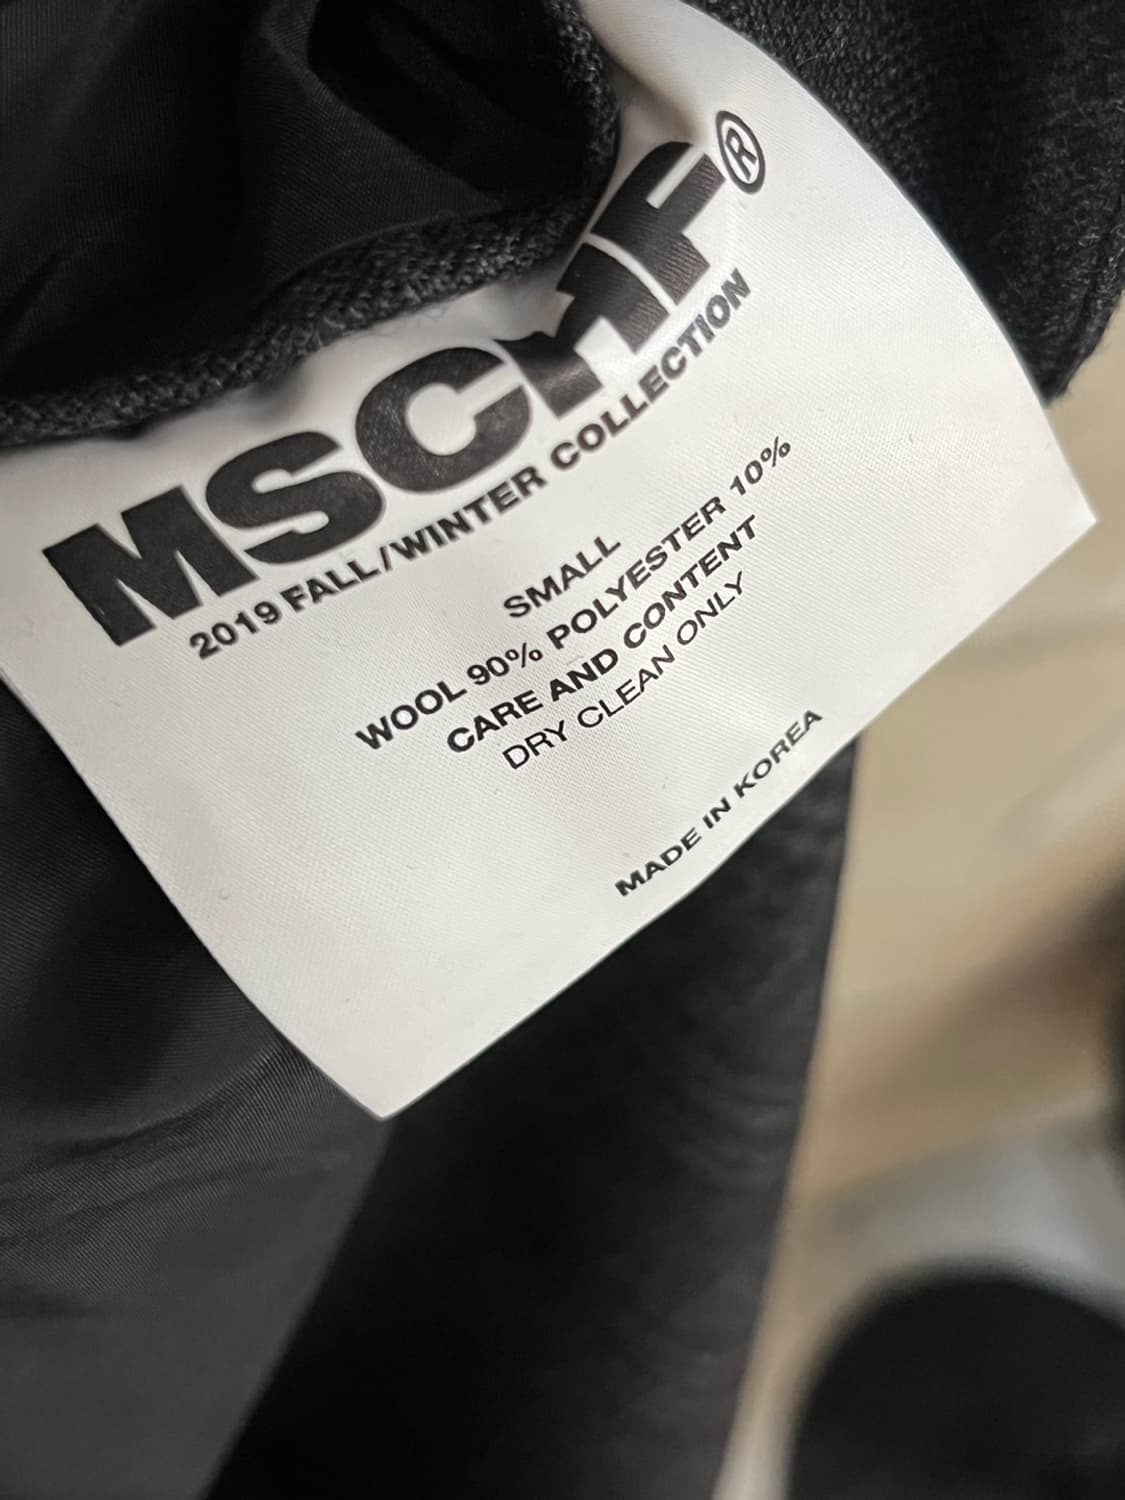 MSCHF®
2019 FALL/WINTER COLLECTION
SMALL
WOOL 90% POLYESTER 10%
CARE AND CONTENT
DRY CLEAN ONLY
MADE IN KOREA